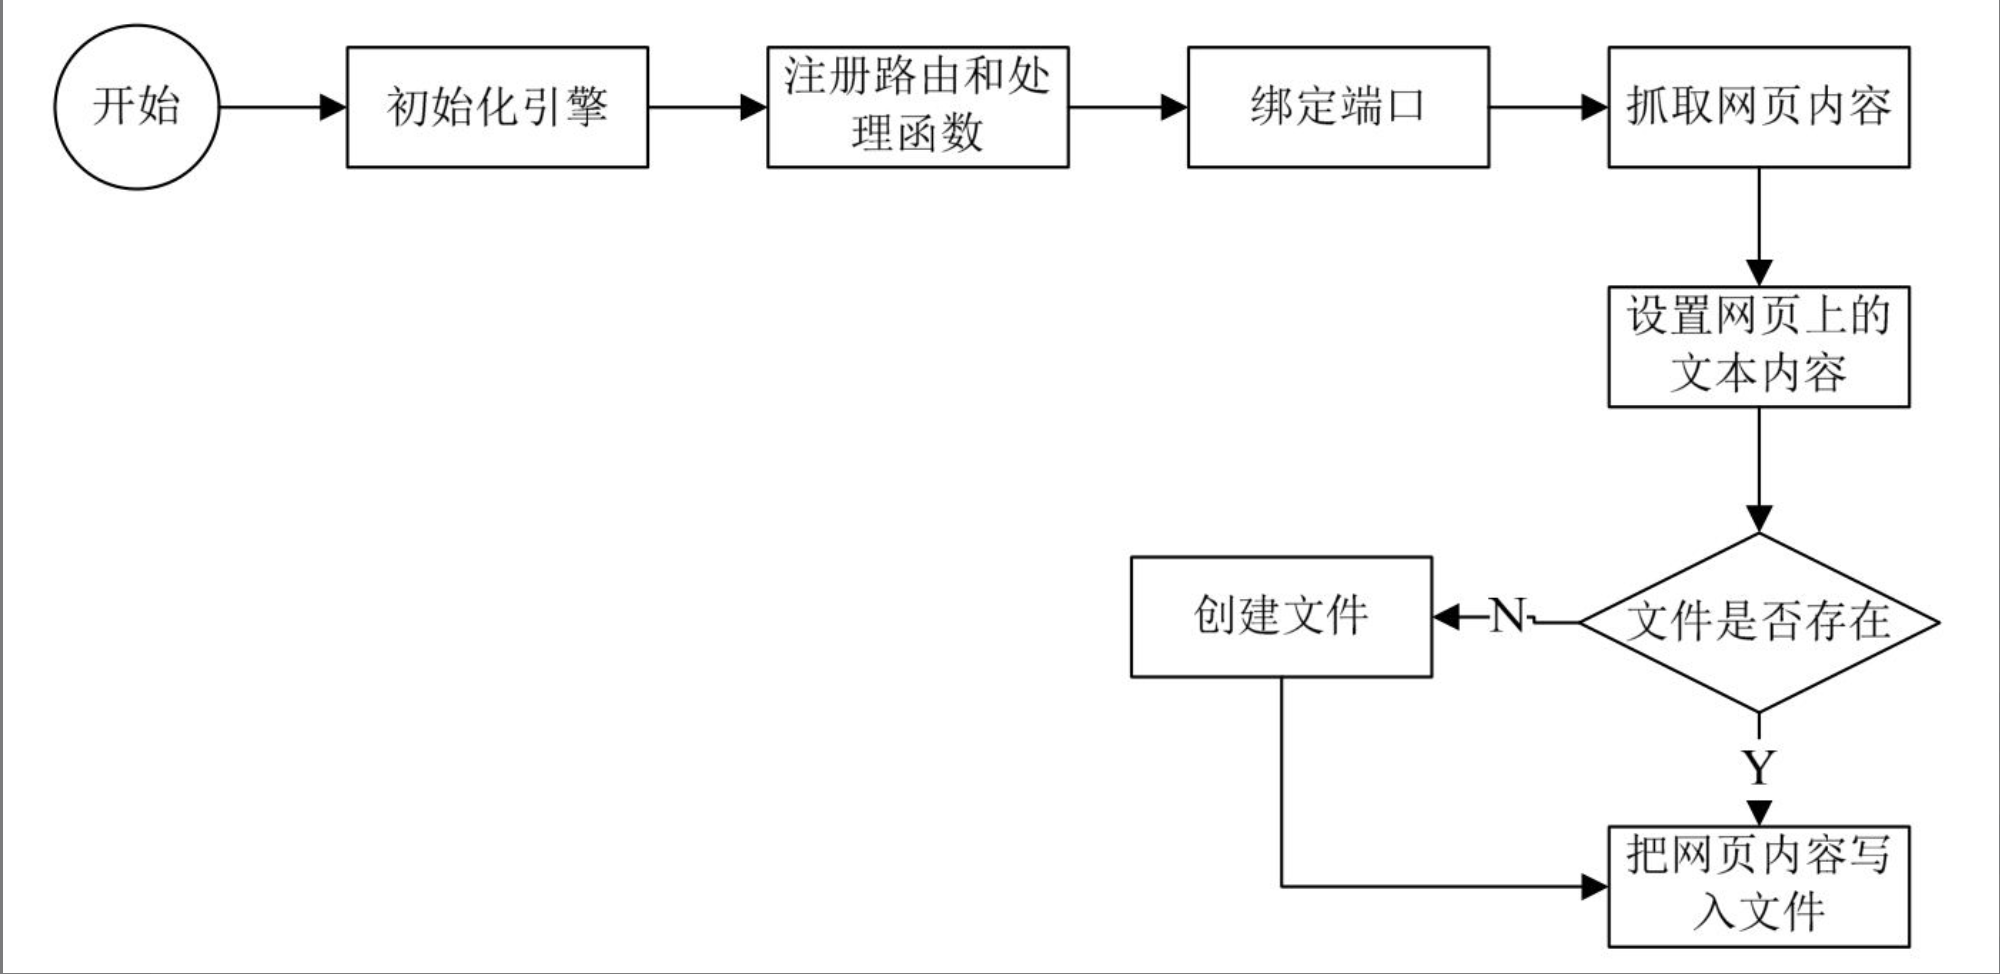 开始
初始化引擎
注册路由和处
理函数
绑定端口
抓取网页内容
设置网页上的
文本内容
文件是否存在
N
创建文件
Y
把网页内容写
入文件